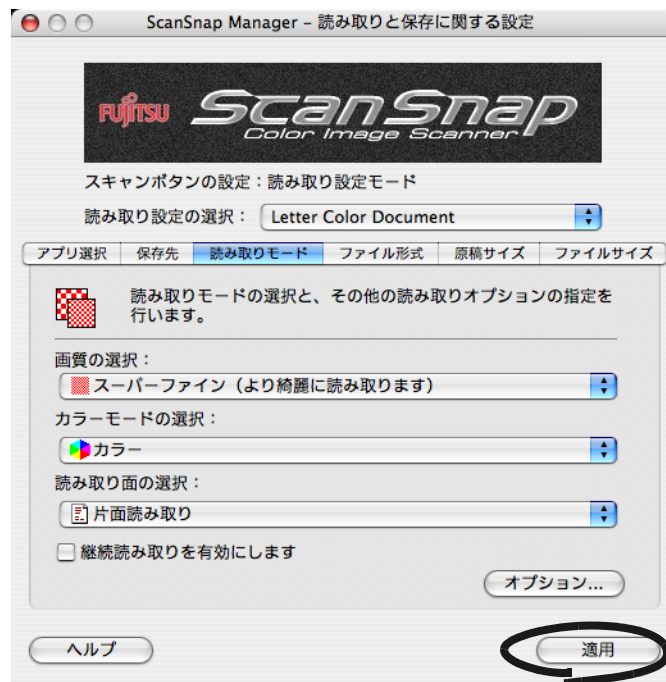 ScanSnap Manager – 読み取りと保存に関する設定
FUJITSU ScanSnap
Color Image Scanner
スキャンボタンの設定：読み取り設定モード
読み取り設定の選択： Letter Color Document
アプリ選択 保存先 読み取りモード ファイル形式 原稿サイズ ファイルサイズ
読み取りモードの選択と、その他の読み取りオプションの指定を
行います。
画質の選択：
スーパーファイン（より綺麗に読み取ります）
カラーモードの選択：
カラー
読み取り面の選択：
片面読み取り
継続読み取りを有効にします
オプション...
ヘルプ 適用